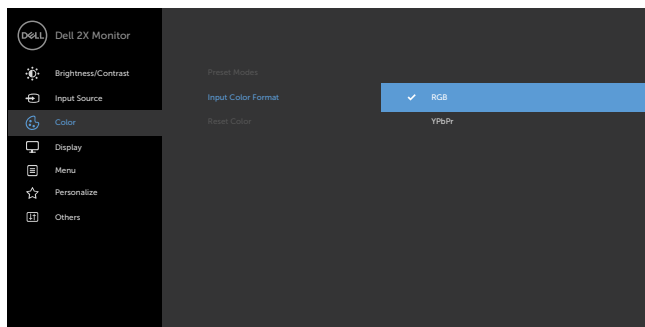 DELL Dell 2X Monitor
Brightness/Contrast
Input Source
Color
Display
Menu
Personalize
Others
Preset Modes
Input Color Format
Reset Color
RGB
YPbPr